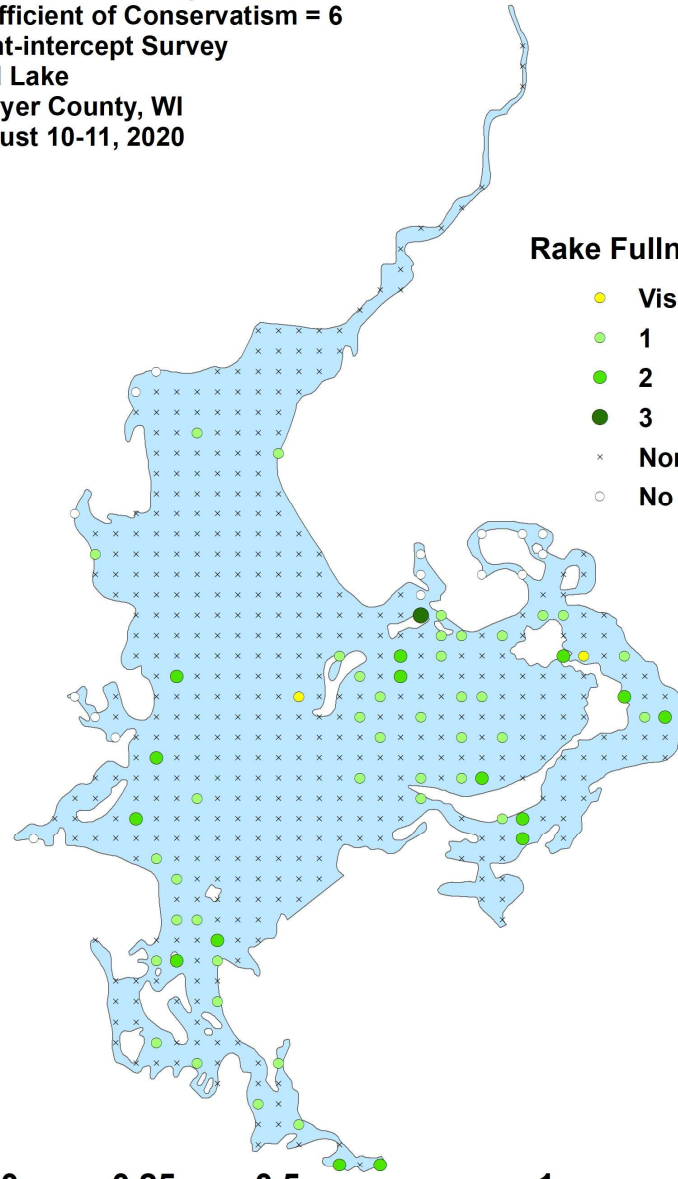 fficient of Conservatism = 6
nt-intercept Survey
l Lake
yer County, WI
ust 10-11, 2020
Rake Fulln
Vis
1
2
3
No
No
0.25 0.5 1